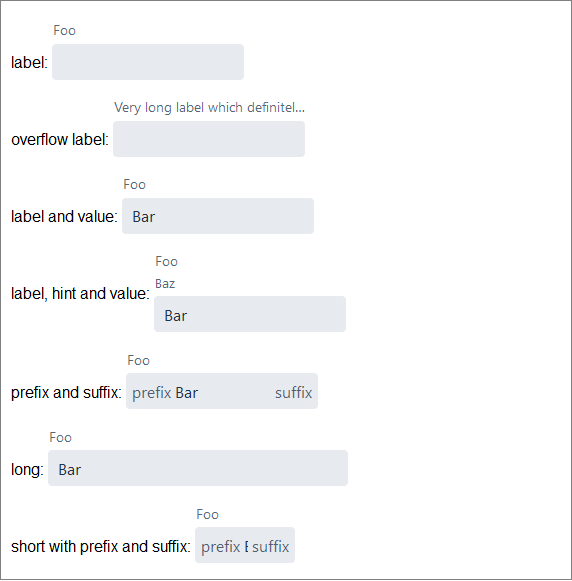 Foo
label:
Very long label which definitel...
overflow label:
Foo
label and value: Bar
Foo
Baz
label, hint and value:
Bar
Foo
prefix and suffix: prefix Bar suffix
Foo
long: Bar
Foo
short with prefix and suffix: prefix suffix